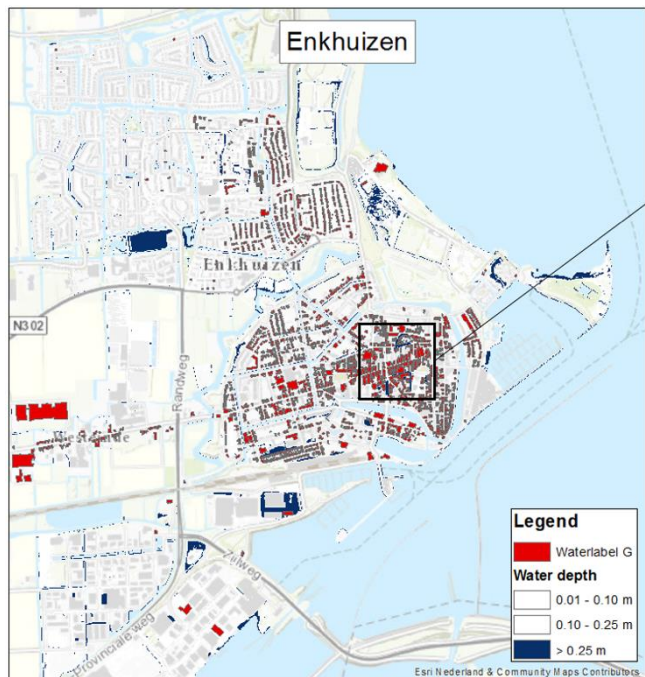 Enkhuizen
Enkhuizen
N302
Randweg
Zijlweg
Provinciale weg
Legend
Waterlabel G
Water depth
0.01 - 0.10 m
0.10 - 0.25 m
> 0.25 m
Esri Nederland & Community Maps Contributors